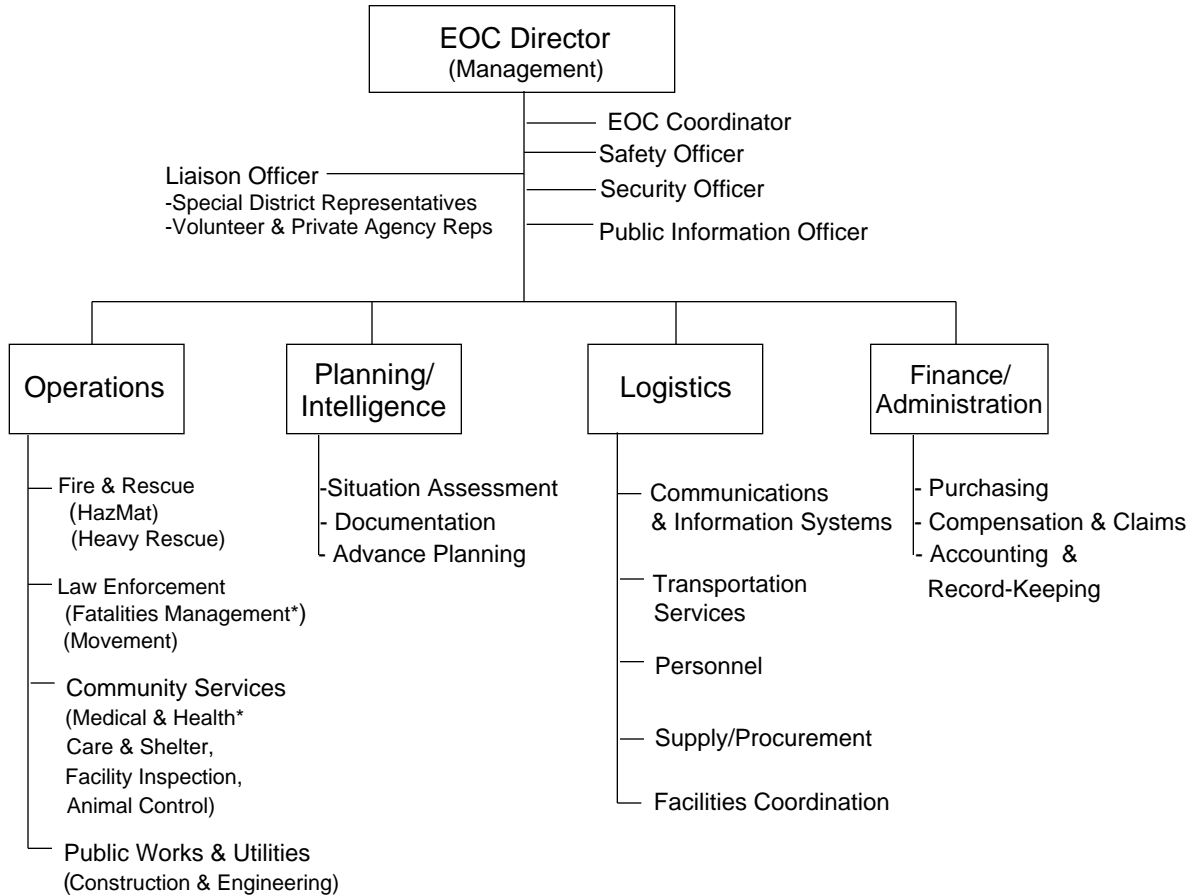 EOC Director
(Management)
EOC Coordinator
Safety Officer
Liaison Officer
-Special District Representatives
-Volunteer & Private Agency Reps
Security Officer
Public Information Officer
Operations
Planning/
Intelligence
Logistics
Finance/
Administration
Fire & Rescue
(HazMat)
(Heavy Rescue)
Law Enforcement
(Fatalities Management*)
(Movement)
Community Services
(Medical & Health*
Care & Shelter,
Facility Inspection,
Animal Control)
Public Works & Utilities
(Construction & Engineering)
-Situation Assessment
- Documentation
- Advance Planning
Communications
& Information Systems
Transportation
Services
Personnel
Supply/Procurement
Facilities Coordination
- Purchasing
- Compensation & Claims
- Accounting &
Record-Keeping